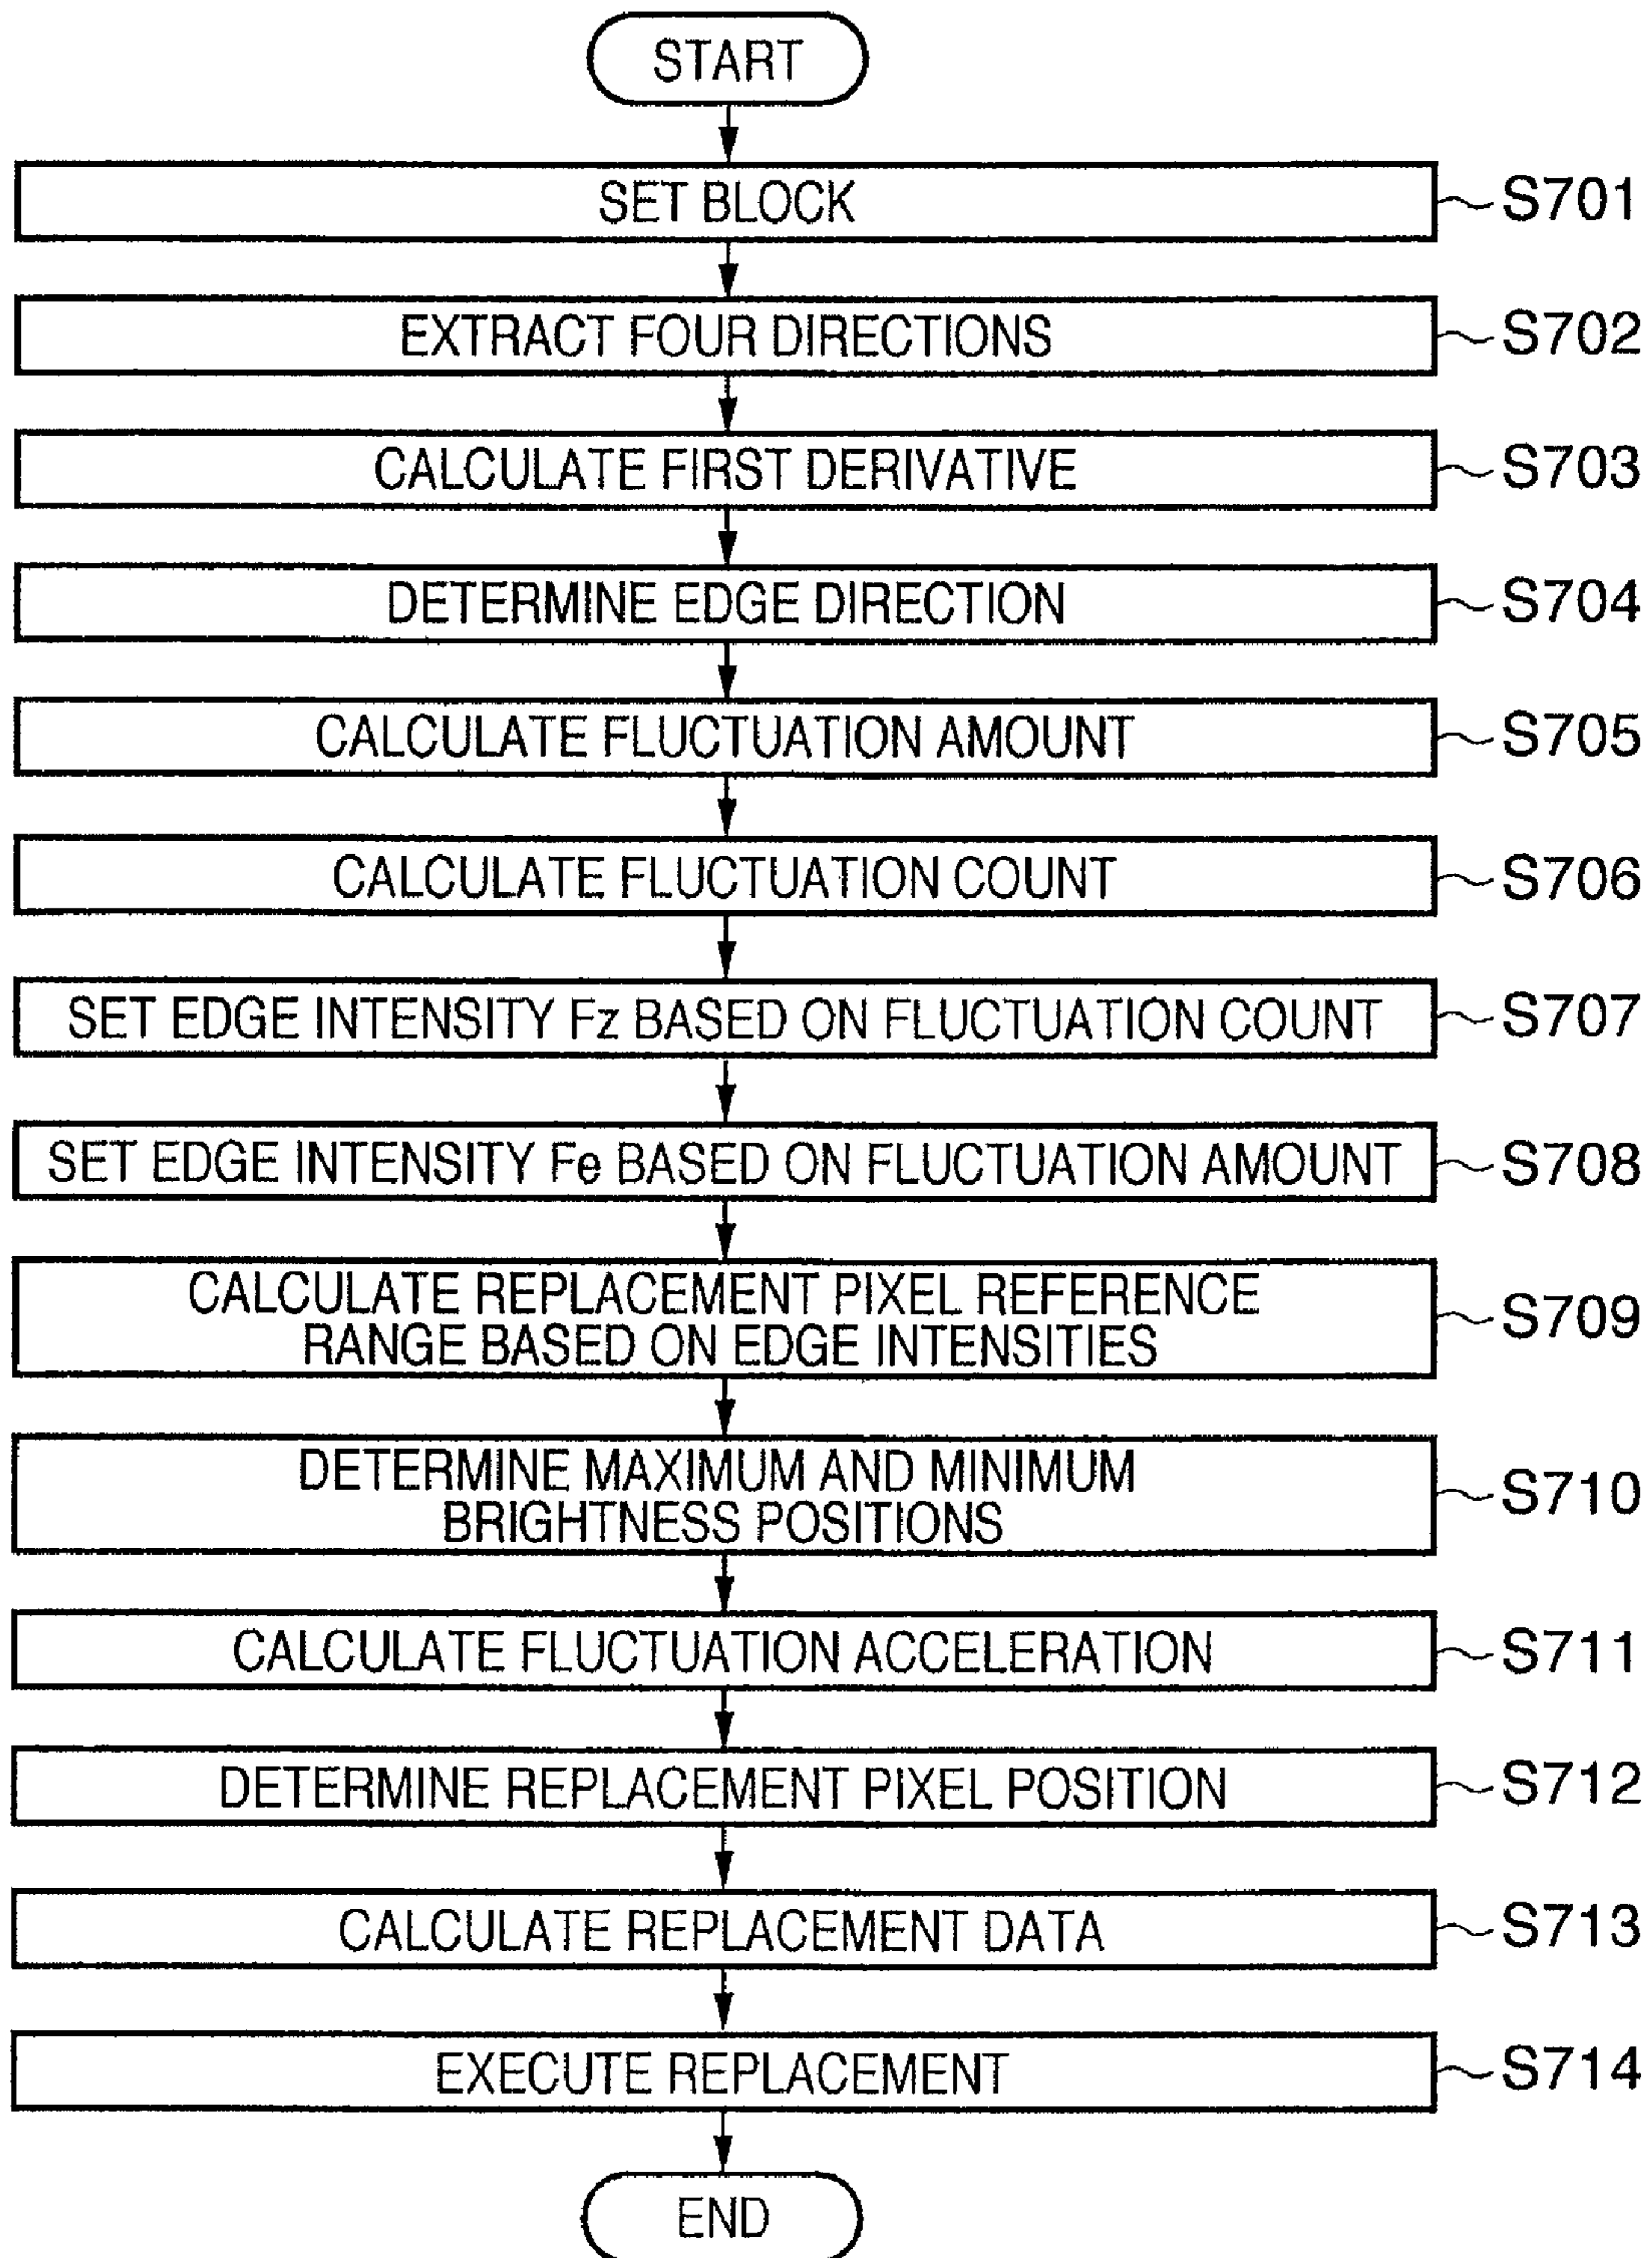 START
SET BLOCK
S701
EXTRACT FOUR DIRECTIONS
S702
CALCULATE FIRST DERIVATIVE
S703
DETERMINE EDGE DIRECTION
S704
CALCULATE FLUCTUATION AMOUNT
S705
CALCULATE FLUCTUATION COUNT
S706
SET EDGE INTENSITY Fz BASED ON FLUCTUATION COUNT
S707
SET EDGE INTENSITY Fe BASED ON FLUCTUATION AMOUNT
S708
CALCULATE REPLACEMENT PIXEL REFERENCE
RANGE BASED ON EDGE INTENSITIES
S709
DETERMINE MAXIMUM AND MINIMUM
BRIGHTNESS POSITIONS
S710
CALCULATE FLUCTUATION ACCELERATION
S711
DETERMINE REPLACEMENT PIXEL POSITION
S712
CALCULATE REPLACEMENT DATA
S713
EXECUTE REPLACEMENT
S714
END